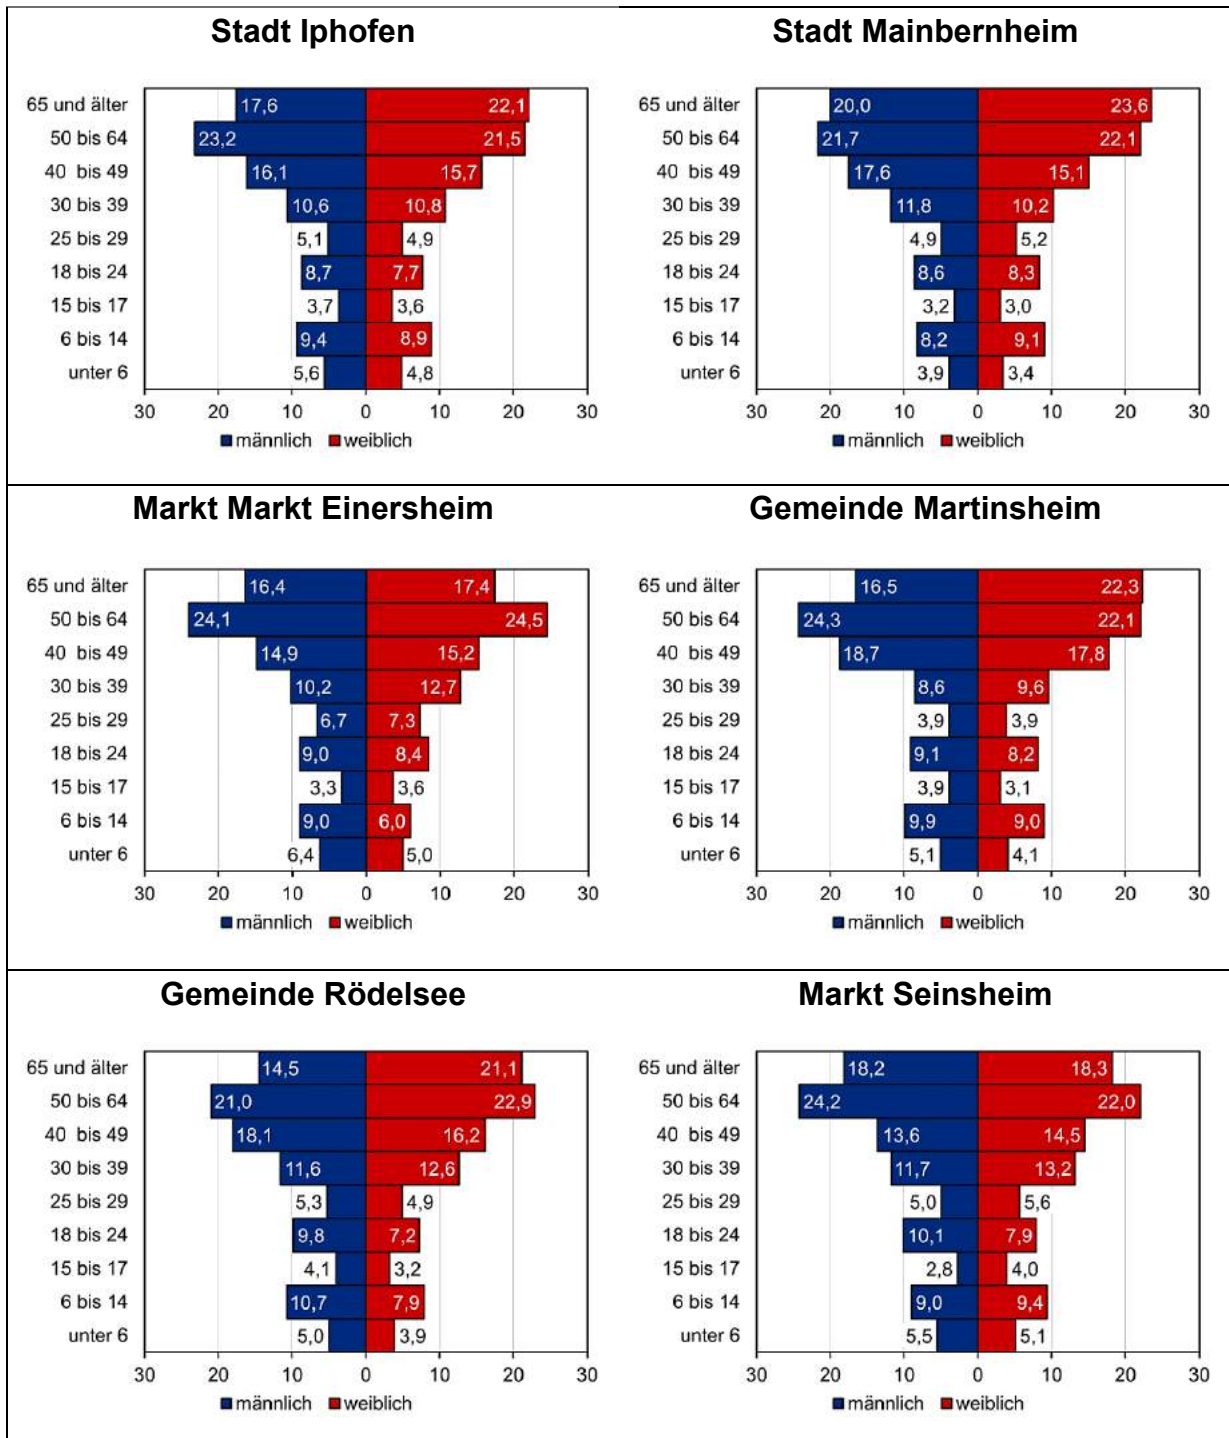 Stadt Iphofen
65 und älter 17,6 22,1
50 bis 64 23,2 21,5
40 bis 49 16,1 15,7
30 bis 39 10,6 10,8
25 bis 29 5,1 4,9
18 bis 24 8,7 7,7
15 bis 17 3,7 3,6
6 bis 14 9,4 8,9
unter 6 5,6 4,8
30 20 10 0 10 20 30
männlich weiblich
Stadt Mainbernheim
65 und älter 20,0 23,6
50 bis 64 21,7 22,1
40 bis 49 17,6 15,1
30 bis 39 11,8 10,2
25 bis 29 4,9 5,2
18 bis 24 8,6 8,3
15 bis 17 3,2 3,0
6 bis 14 8,2 9,1
unter 6 3,9 3,4
30 20 10 0 10 20 30
männlich weiblich
Markt Markt Einersheim
65 und älter 16,4 17,4
50 bis 64 24,1 24,5
40 bis 49 14,9 15,2
30 bis 39 10,2 12,7
25 bis 29 6,7 7,3
18 bis 24 9,0 8,4
15 bis 17 3,3 3,6
6 bis 14 9,0 6,0
unter 6 6,4 5,0
30 20 10 0 10 20 30
männlich weiblich
Gemeinde Martinsheim
65 und älter 16,5 22,3
50 bis 64 24,3 22,1
40 bis 49 18,7 17,8
30 bis 39 8,6 9,6
25 bis 29 3,9 3,9
18 bis 24 9,1 8,2
15 bis 17 3,9 3,1
6 bis 14 9,9 9,0
unter 6 5,1 4,1
30 20 10 0 10 20 30
männlich weiblich
Gemeinde Rödelsee
65 und älter 14,5 21,1
50 bis 64 21,0 22,9
40 bis 49 18,1 16,2
30 bis 39 11,6 12,6
25 bis 29 5,3 4,9
18 bis 24 9,8 7,2
15 bis 17 4,1 3,2
6 bis 14 10,7 7,9
unter 6 5,0 3,9
30 20 10 0 10 20 30
männlich weiblich
Markt Seinsheim
65 und älter 18,2 18,3
50 bis 64 24,2 22,0
40 bis 49 13,6 14,5
30 bis 39 11,7 13,2
25 bis 29 5,0 5,6
18 bis 24 10,1 7,9
15 bis 17 2,8 4,0
6 bis 14 9,0 9,4
unter 6 5,5 5,1
30 20 10 0 10 20 30
männlich weiblich